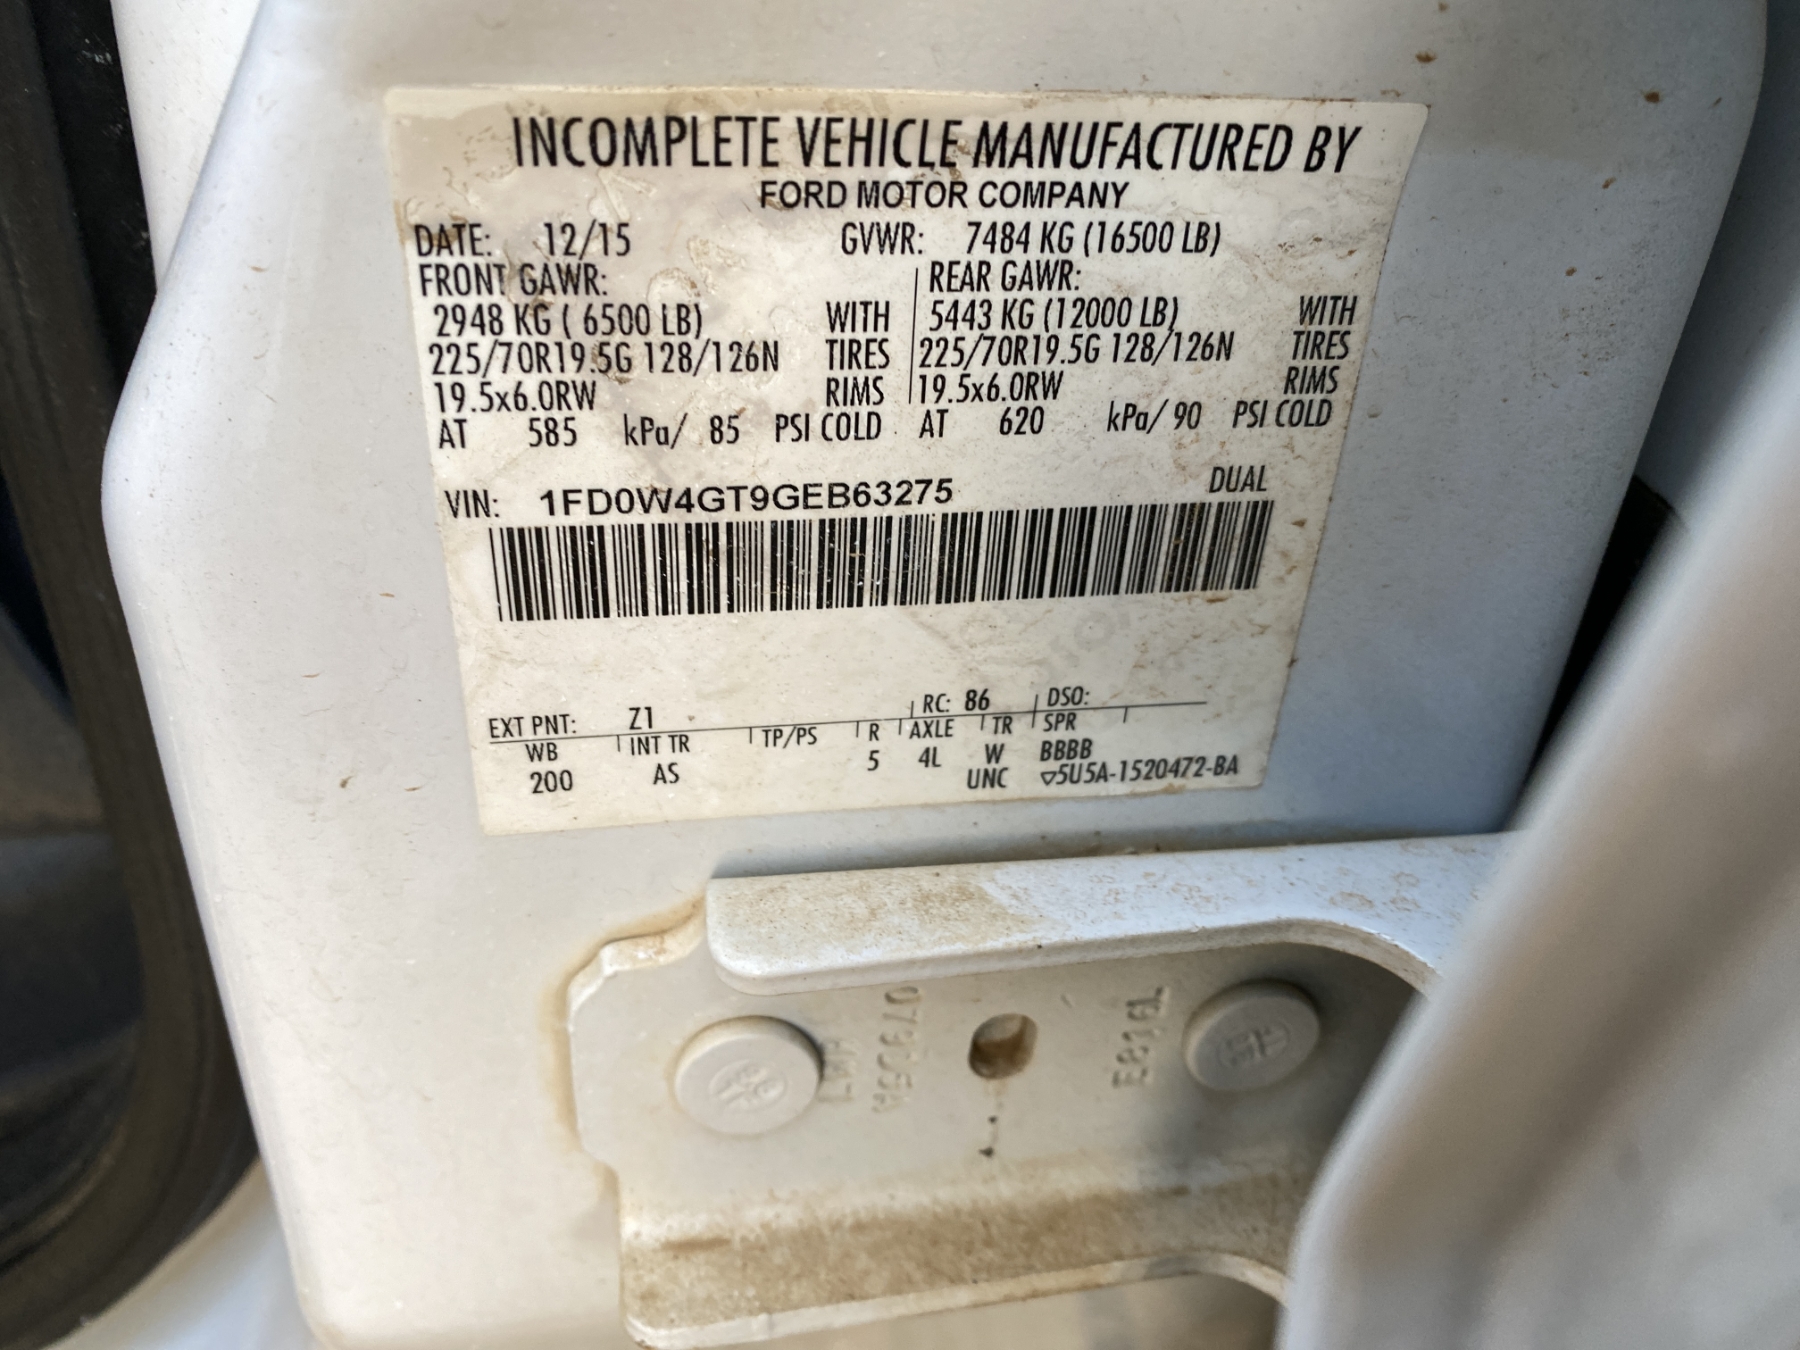 INCOMPLETE VEHICLE MANUFACTURED BY
FORD MOTOR COMPANY
DATE: 12/15 GVWR: 7484 KG (16500 LB)
FRONT GAWR: REAR GAWR:
2948 KG ( 6500 LB) WITH 5443 KG (12000 LB) WITH
225/70R19.5G 128/126N TIRES 225/70R19.5G 128/126N TIRES
19.5x6.0RW RIMS 19.5x6.0RW RIMS
AT 585 kPa/ 85 PSI COLD AT 620 kPa/ 90 PSI COLD
VIN: 1FD0W4GT9GEB63275 DUAL
EXT PNT: Z1 RC: 86 DSO:
WB INT TR TP/PS R AXLE TR SPR
200 AS 5 4L W BBBB
UNC ▽5U5A-1520472-BA